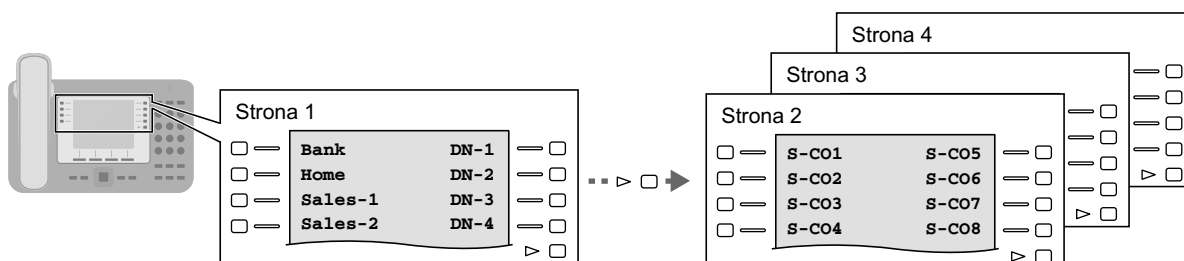 Strona 1
Bank DN-1
Home DN-2
Sales-1 DN-3
Sales-2 DN-4
Strona 2
S-CO1 S-CO5
S-CO2 S-CO6
S-CO3 S-CO7
S-CO4 S-CO8
Strona 3
Strona 4